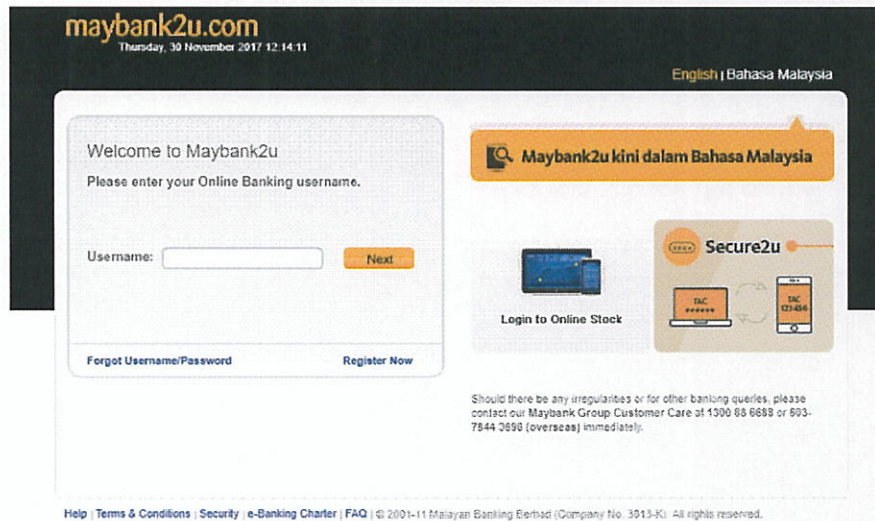 maybank2u.com
Thursday, 30 November 2017 12:14:11
English | Bahasa Malaysia
Welcome to Maybank2u
Please enter your Online Banking username.
Username:
Next
Forgot Username/Password
Register Now
Maybank2u kini dalam Bahasa Malaysia
Login to Online Stock
Secure2u
TAC
******
TAC
123456
Should there be any irregularities or for other banking queries, please
contact our Maybank Group Customer Care at 1300 88 6688 or 603-
7844 3696 (overseas) immediately.
Help | Terms & Conditions | Security | e-Banking Charter | FAQ | © 2001-11 Malayan Banking Berhad (Company No. 3813-K). All rights reserved.